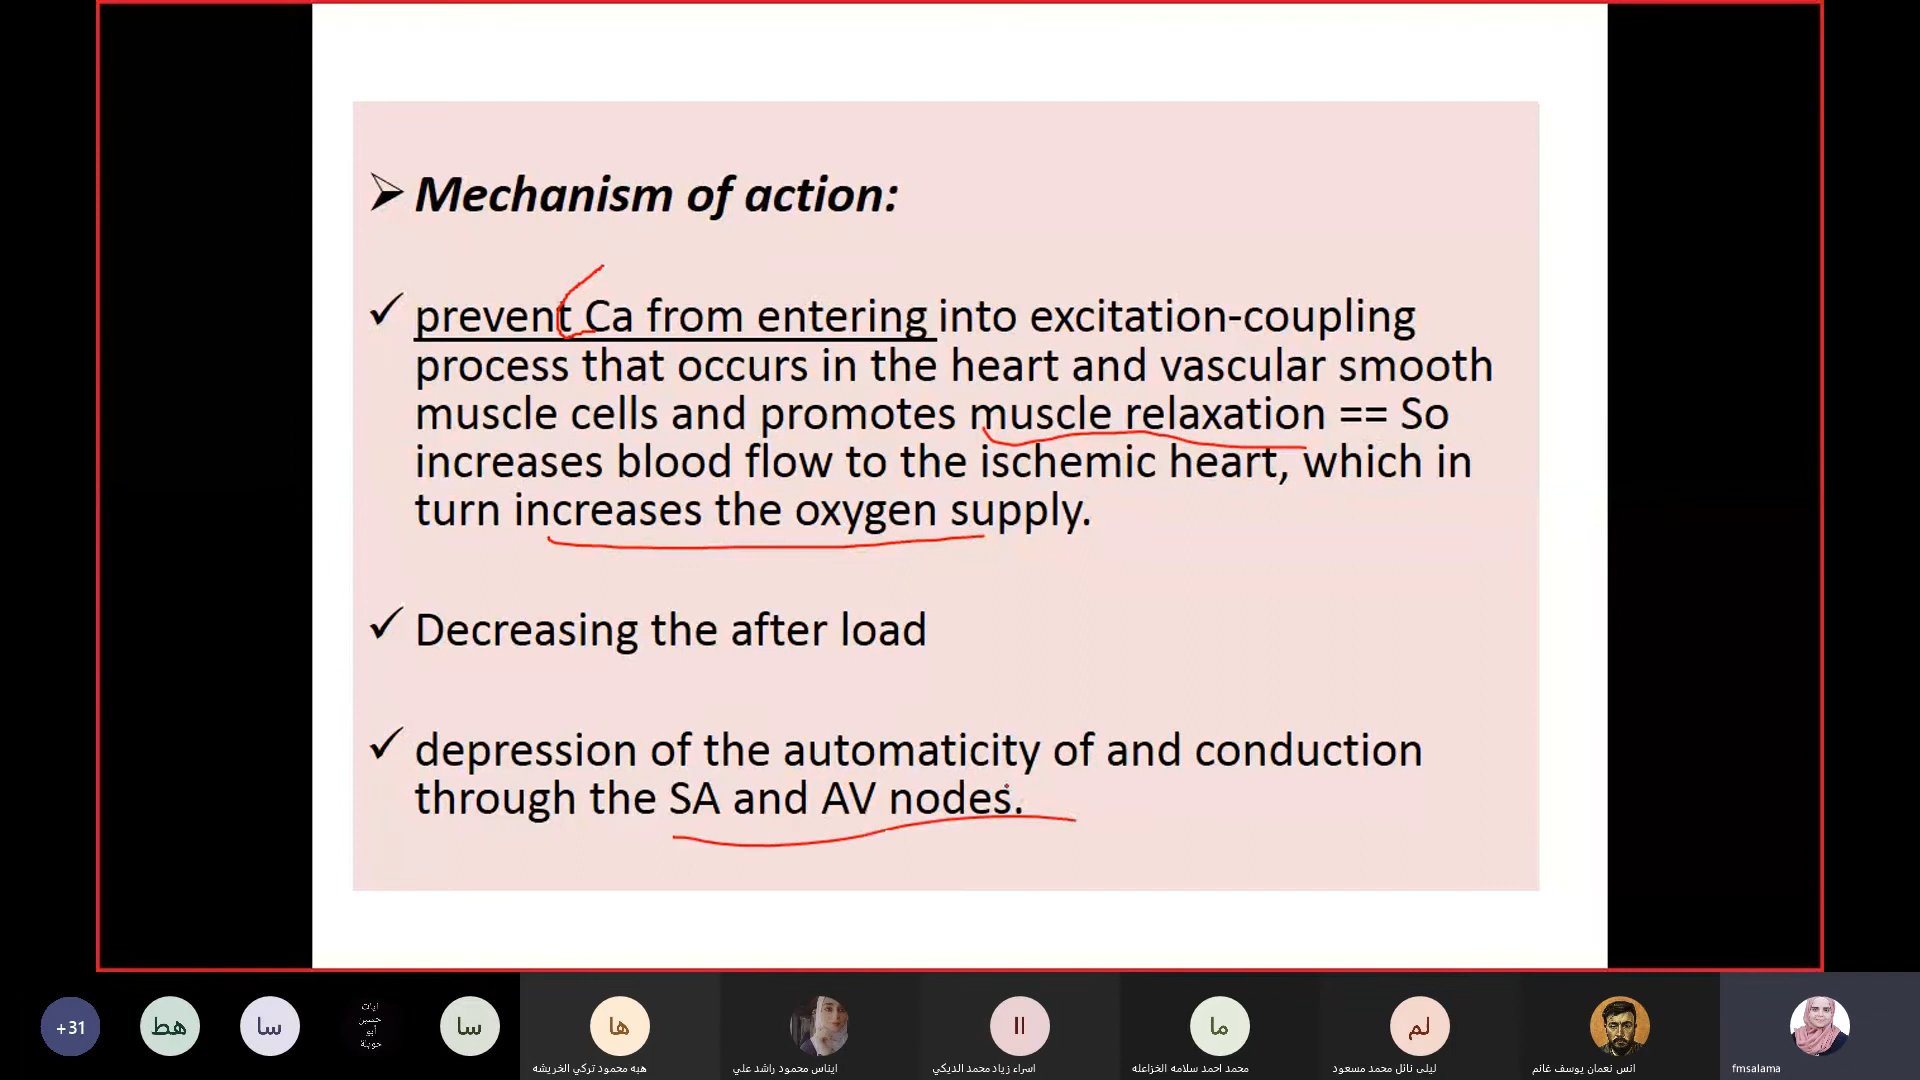 Mechanism of action:
prevent Ca from entering into excitation-coupling
process that occurs in the heart and vascular smooth
muscle cells and promotes muscle relaxation == So
increases blood flow to the ischemic heart, which in
turn increases the oxygen supply.
Decreasing the after load
depression of the automaticity of and conduction
through the SA and AV nodes.
+31
هط
سا
ايات
حسين
أبو
حويلة
سا
ها
هبه محمود تركي الخريشه
ايناس محمود راشد علي
اا
اسراء زياد محمد الديكي
ما
محمد احمد سلامه الخزاعله
لم
ليلى نائل محمد مسعود
انس نعمان يوسف غانم
fmsalama